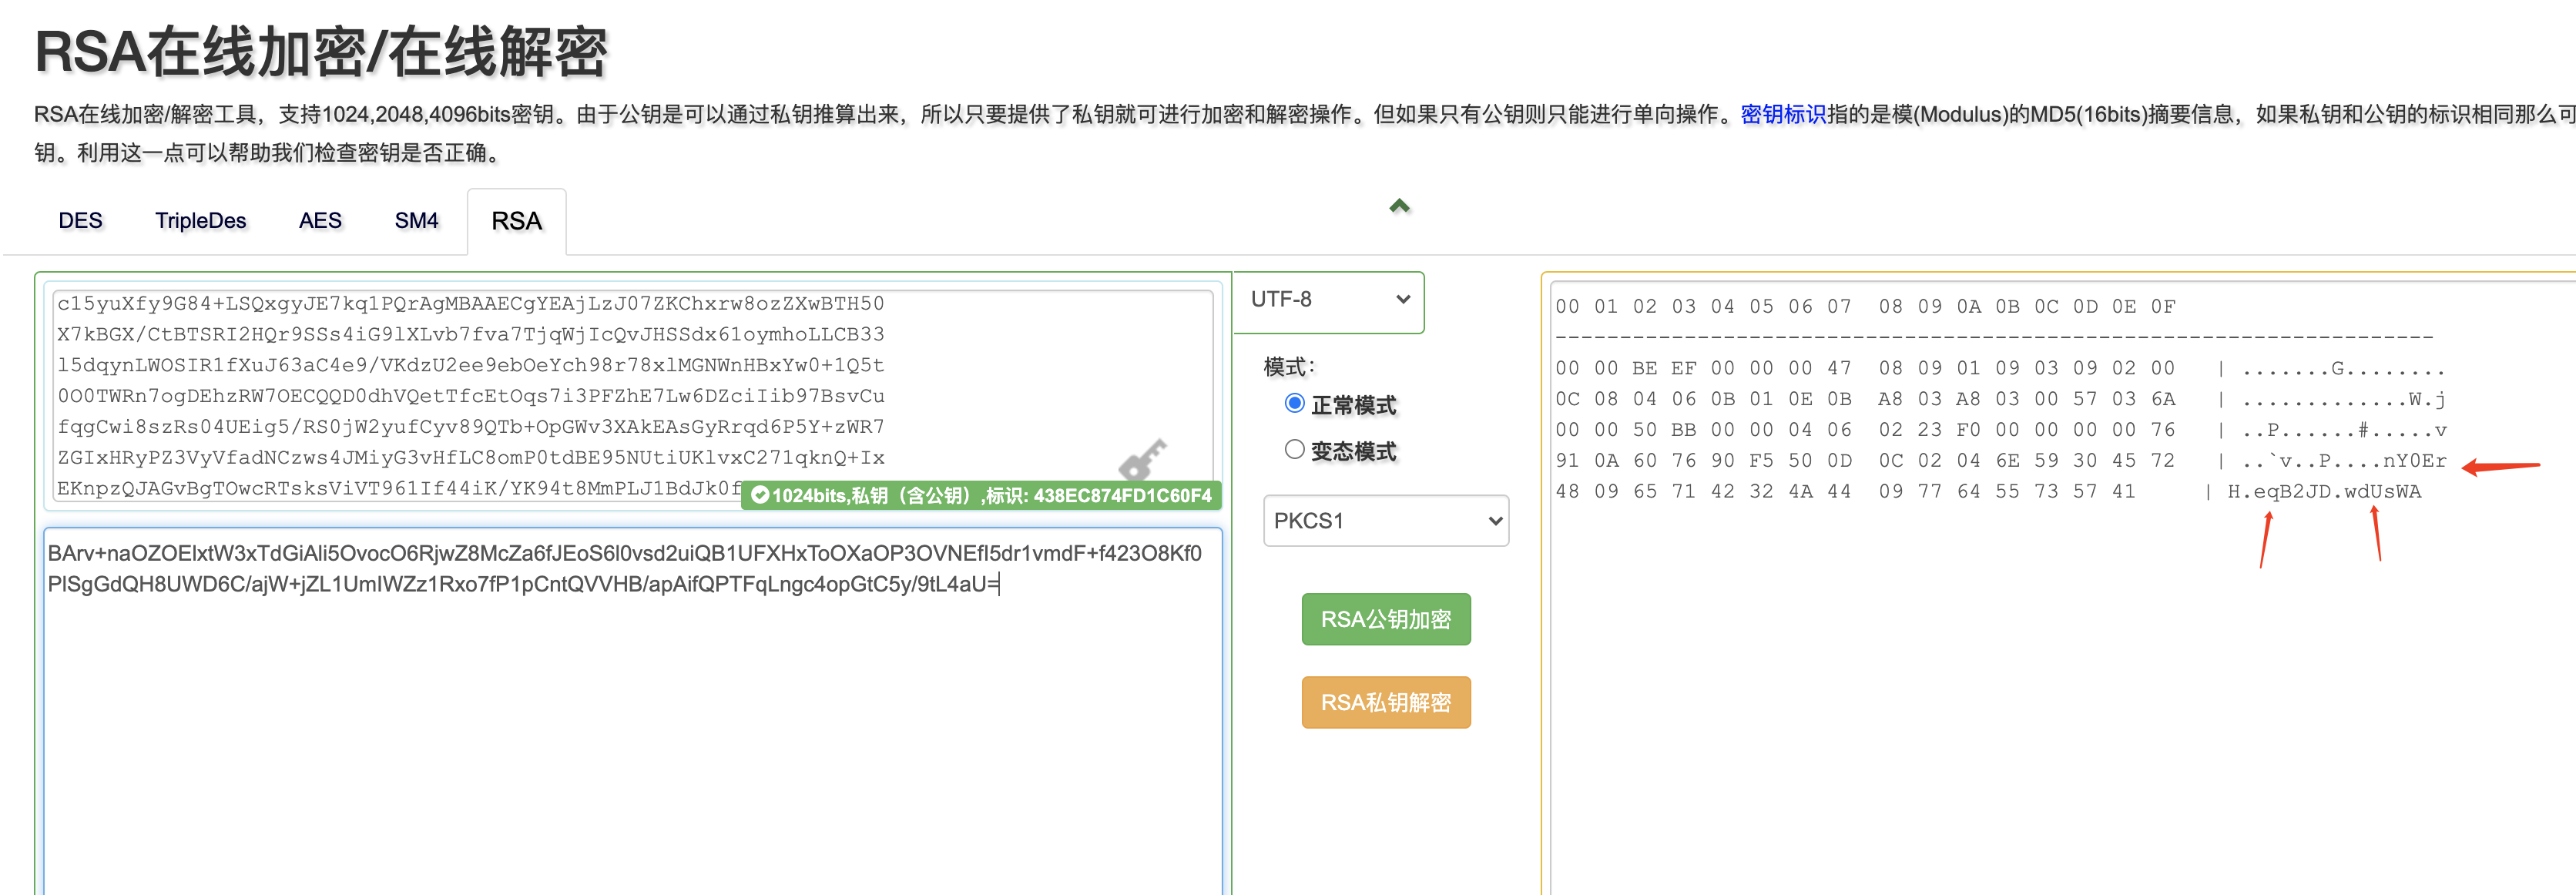 RSA在线加密/在线解密
RSA在线加密/解密工具，支持1024,2048,4096bits密钥。由于公钥是可以通过私钥推算出来，所以只要提供了私钥就可进行加密和解密操作。但如果只有公钥则只能进行单向操作。密钥标识指的是模(Modulus)的MD5(16bits)摘要信息，如果私钥和公钥的标识相同那么可
钥。利用这一点可以帮助我们检查密钥是否正确。
DES TripleDes AES SM4 RSA
c15yuXfy9G84+LSQxgyJE7kq1PQrAgMBAAECgYEAjLzJ07ZKChxrw8ozZXwBTH50
X7kBGX/CtBTSRI2HQr9SSs4iG9lXLvb7fva7TjqWjIcQvJHSSdx61oymhoLLCB33
l5dqynLWOSIR1fXuJ63aC4e9/VKdzU2ee9ebOeYch98r78xlMGNWnHBxYw0+1Q5t
0O0TWRn7ogDEhzRW7OECQQD0dhVQetTfcEtOqs7i3PFZhE7Lw6DZciIib97BsvCu
fqgCwi8szRs04UEig5/RS0jW2yufCyv89QTb+OpGWv3XAkEAsGyRrqd6P5Y+zWR7
ZGIxHRyPZ3VyVfadNCzws4JMiyG3vHfLC8omP0tdBE95NUtiUKlvxC271qknQ+Ix
EKnpzQJAGvBgTOwcRTsksViVT961If44iK/YK94t8MmPLJ1BdJk0f
1024bits,私钥（含公钥）,标识: 438EC874FD1C60F4
BArv+naOZOEIxtW3xTdGiAli5OvocO6RjwZ8McZa6fJEoS6l0vsd2uiQB1UFXHxToOXaOP3OVNEfI5dr1vmdF+f423O8Kf0
PlSgGdQH8UWD6C/ajW+jZL1UmIWZz1Rxo7fP1pCntQVVHB/apAifQPTFqLngc4opGtC5y/9tL4aU=
UTF-8
模式：
正常模式
变态模式
PKCS1
RSA公钥加密
RSA私钥解密
00 01 02 03 04 05 06 07 08 09 0A 0B 0C 0D 0E 0F
--------------------------------------------------------------------
00 00 BE EF 00 00 00 47 08 09 01 09 03 09 02 00 | .......G........
0C 08 04 06 0B 01 0E 0B A8 03 A8 03 00 57 03 6A | .............W.j
00 00 50 BB 00 00 04 06 02 23 F0 00 00 00 00 76 | ..P......#.....v
91 0A 60 76 90 F5 50 0D 0C 02 04 6E 59 30 45 72 | ..`v..P....nY0Er
48 09 65 71 42 32 4A 44 09 77 64 55 73 57 41 | H.eqB2JD.wdUsWA